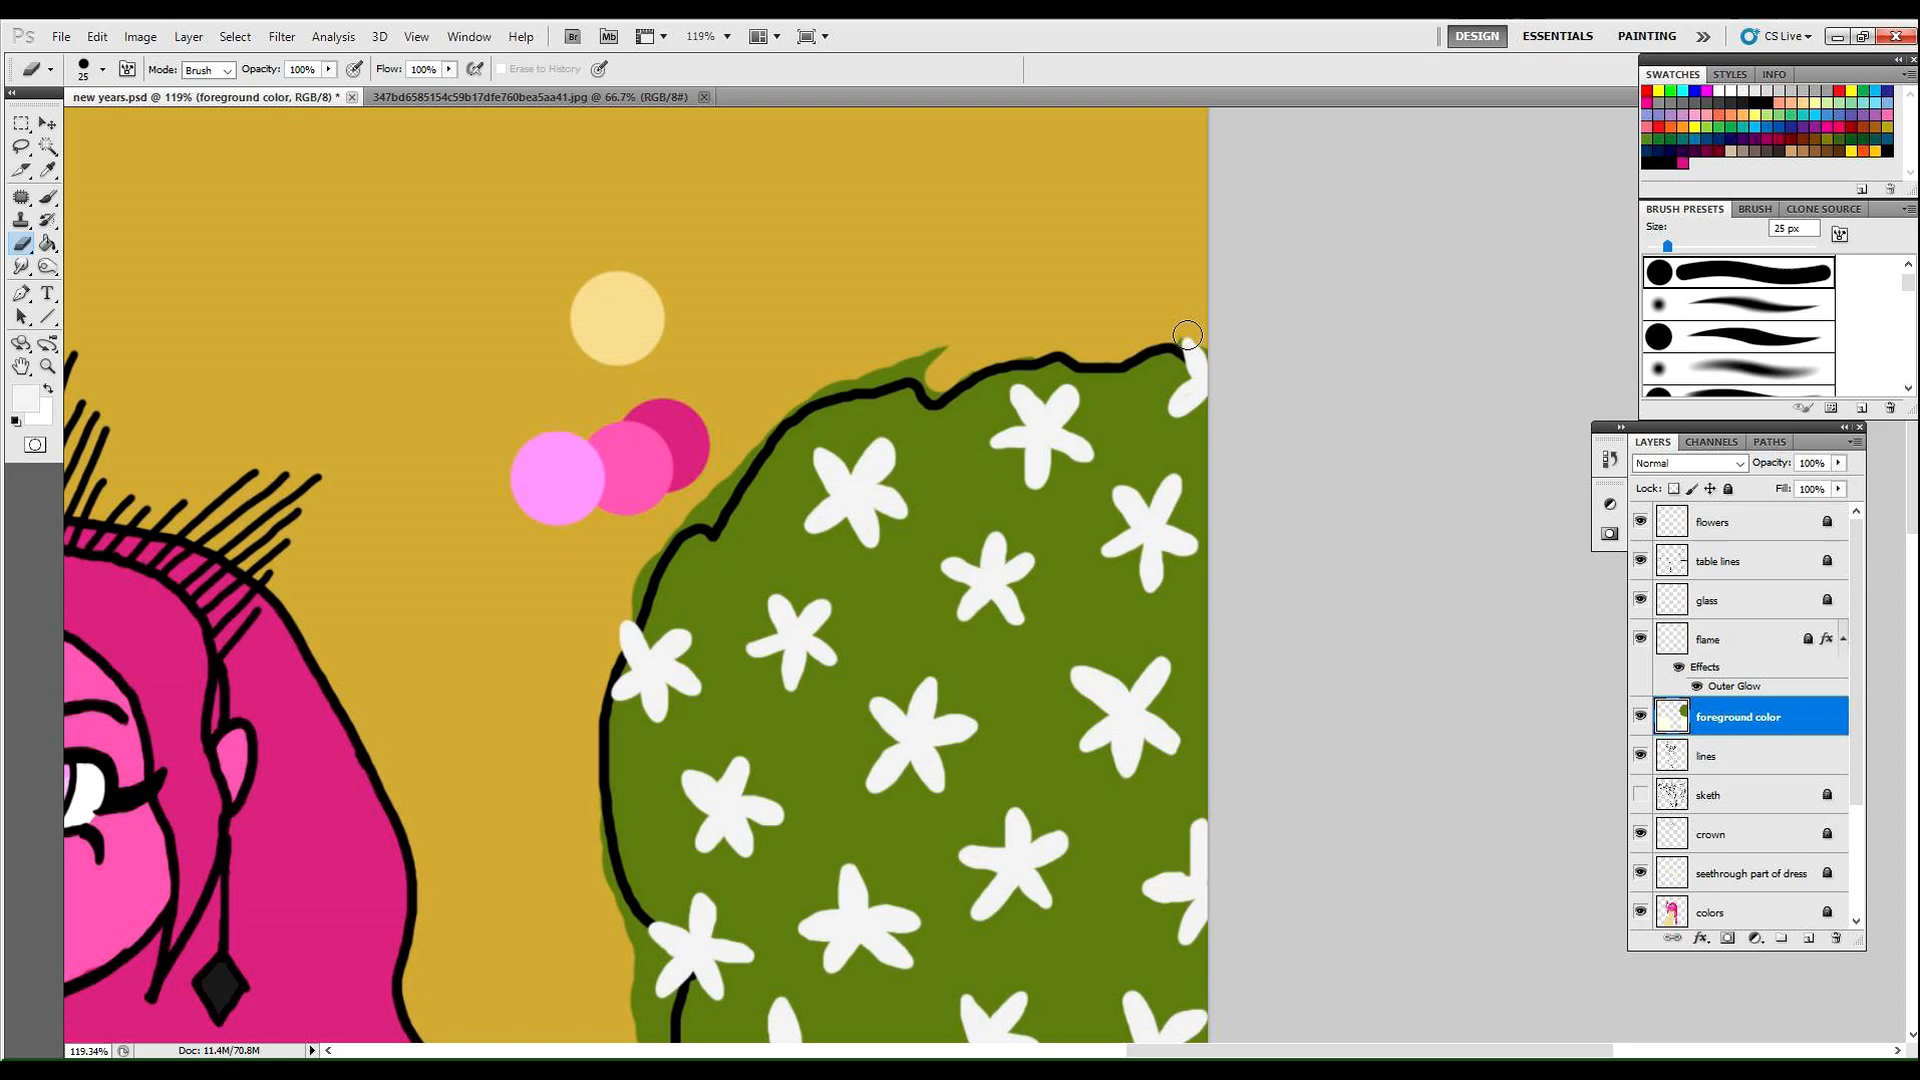 Ps File Edit Image Layer Select Filter Analysis 3D View Window Help Br Mb 119% DESIGN ESSENTIALS PAINTING CS Live
25 Mode: Brush Opacity: 100% Flow: 100% Erase to History
new years.psd @ 119% (foreground color, RGB/8) * 347bd6585154c59b17dfe760bea5aa41.jpg @ 66.7% (RGB/8#)
SWATCHES STYLES INFO
BRUSH PRESETS BRUSH CLONE SOURCE
Size: 25 px
LAYERS CHANNELS PATHS
Normal Opacity: 100%
Lock: Fill: 100%
flowers
table lines
glass
flame fx
Effects
Outer Glow
foreground color
lines
sketh
crown
seethrough part of dress
colors
fx
119.34% Doc: 11.4M/70.8M